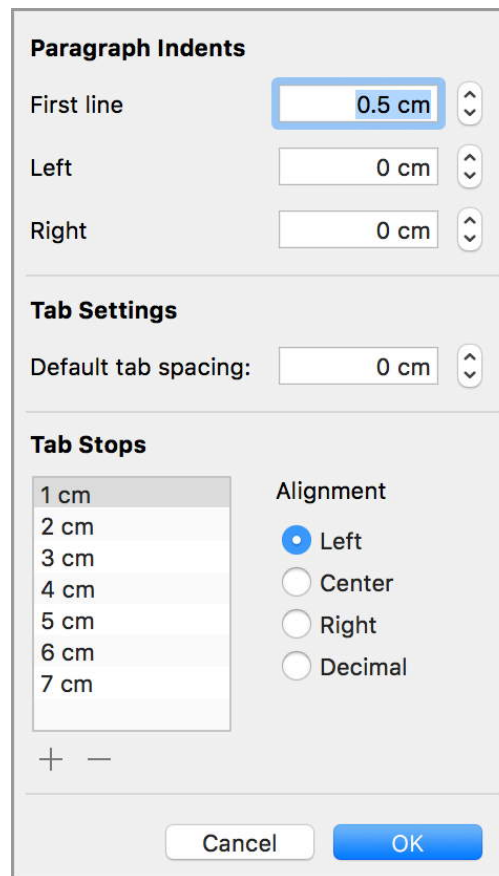 Paragraph Indents
First line 0.5 cm
Left 0 cm
Right 0 cm
Tab Settings
Default tab spacing: 0 cm
Tab Stops
1 cm
2 cm
3 cm
4 cm
5 cm
6 cm
7 cm
Alignment
Left
Center
Right
Decimal
Cancel OK